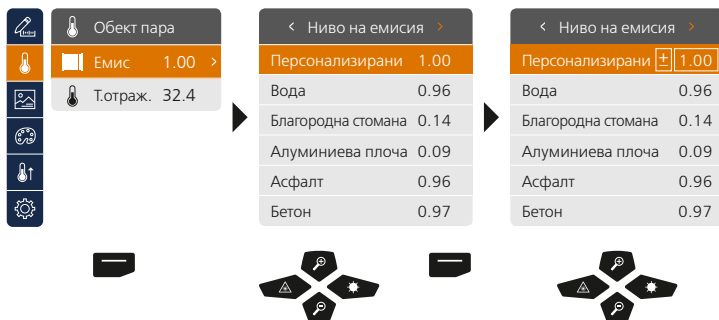 Обект пара
Емис 1.00 >
Т.отраж. 32.4
< Ниво на емисия >
Персонализирани 1.00
Вода 0.96
Благородна стомана 0.14
Алуминиева плоча 0.09
Асфалт 0.96
Бетон 0.97
< Ниво на емисия >
Персонализирани ± 1.00
Вода 0.96
Благородна стомана 0.14
Алуминиева плоча 0.09
Асфалт 0.96
Бетон 0.97